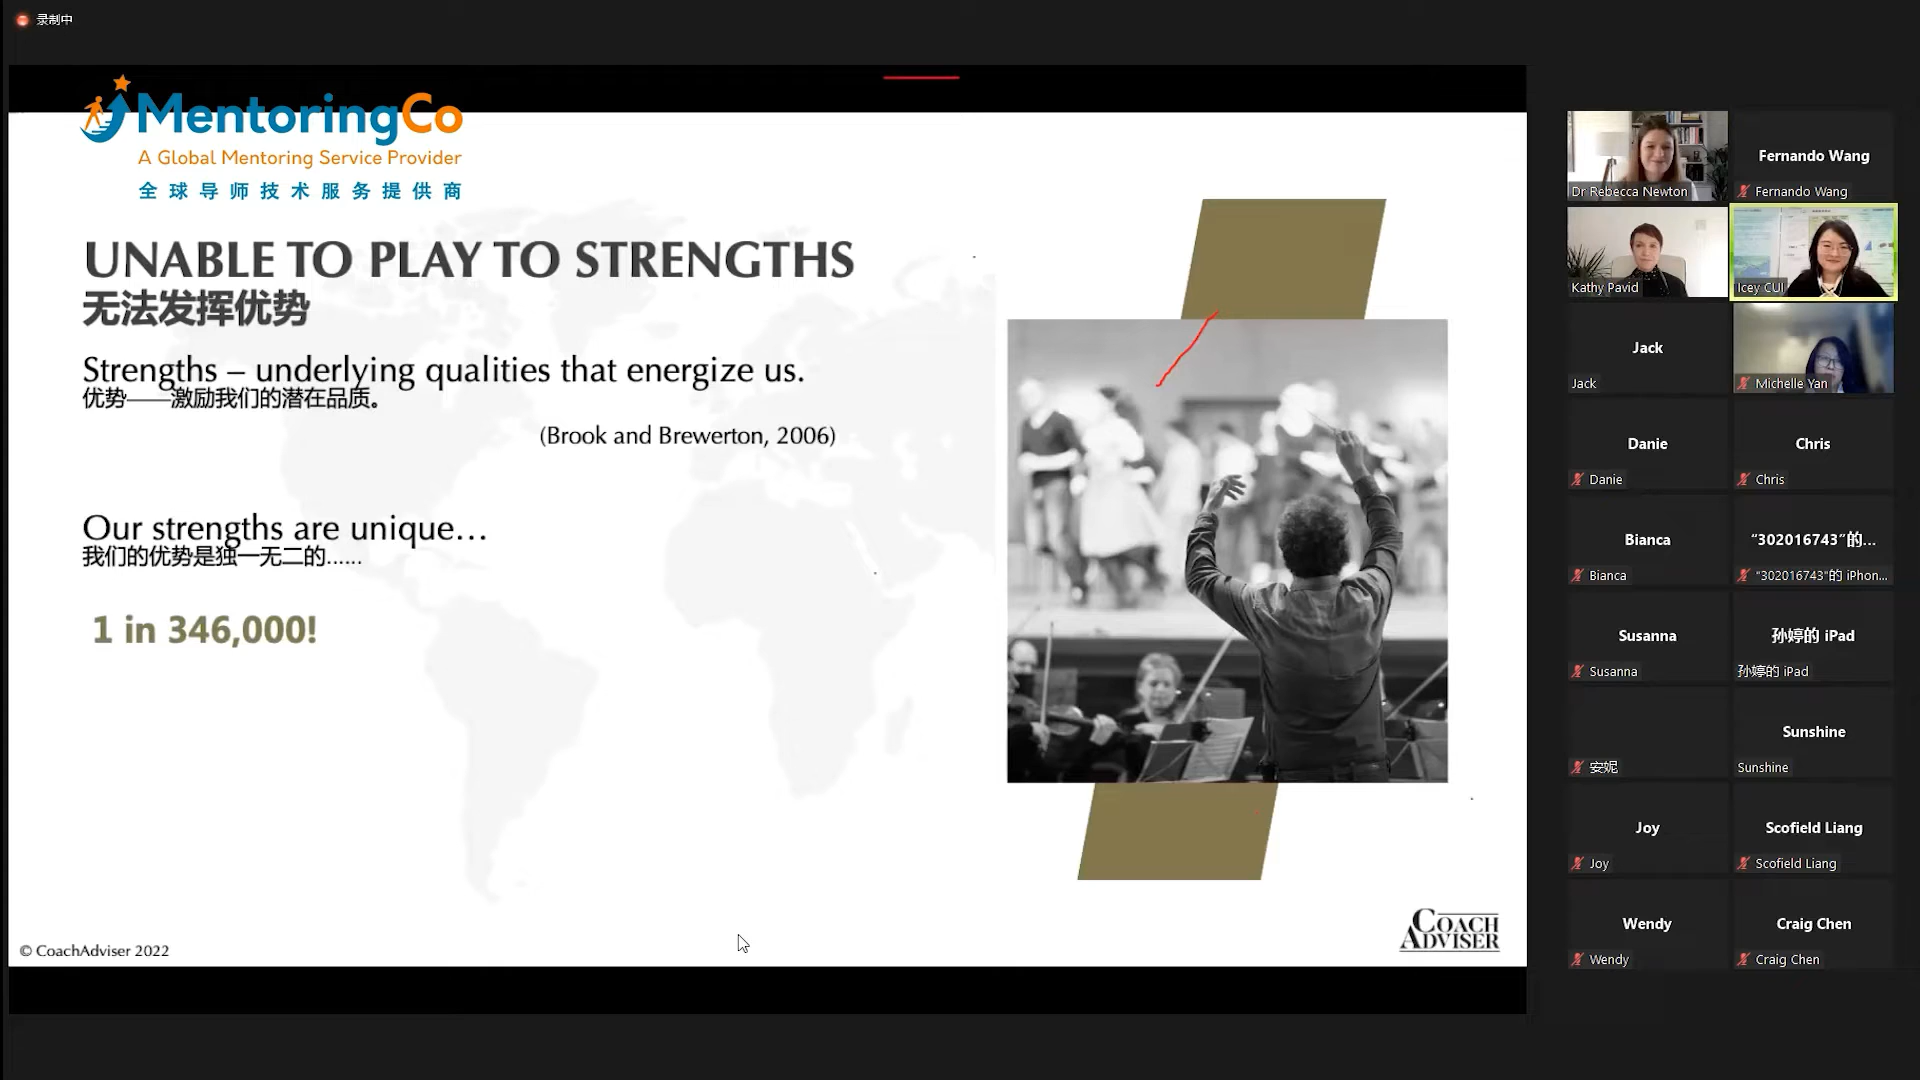 录制中
MentoringCo
A Global Mentoring Service Provider
全球导师技术服务提供商
UNABLE TO PLAY TO STRENGTHS
无法发挥优势
Strengths – underlying qualities that energize us.
优势——激励我们的潜在品质。
(Brook and Brewerton, 2006)
Our strengths are unique…
我们的优势是独一无二的......
1 in 346,000!
© CoachAdviser 2022
COACH
ADVISER
Dr Rebecca Newton
Fernando Wang
Fernando Wang
Kathy Pavid
Icey CUI
Jack
Jack
Michelle Yan
Danie
Danie
Chris
Chris
Bianca
Bianca
“302016743”的...
“302016743”的 iPhon...
Susanna
Susanna
孙婷的 iPad
孙婷的 iPad
安妮
Sunshine
Sunshine
Joy
Joy
Scofield Liang
Scofield Liang
Wendy
Wendy
Craig Chen
Craig Chen